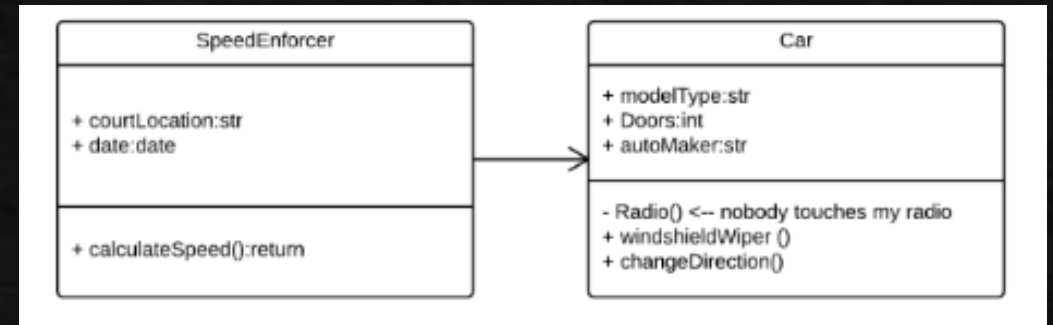 SpeedEnforcer
+ courtLocation:str
+ date:date
+ calculateSpeed():return
Car
+ modelType:str
+ Doors:int
+ autoMaker:str
- Radio() <-- nobody touches my radio
+ windshieldWiper ()
+ changeDirection()